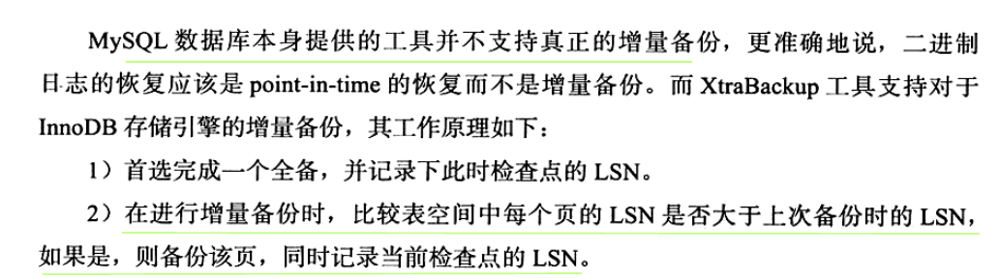 MySQL 数据库本身提供的工具并不支持真正的增量备份，更准确地说，二进制
日志的恢复应该是 point-in-time 的恢复而不是增量备份。而 XtraBackup 工具支持对于
InnoDB 存储引擎的增量备份，其工作原理如下：
1）首选完成一个全备，并记录下此时检查点的 LSN。
2）在进行增量备份时，比较表空间中每个页的 LSN 是否大于上次备份时的 LSN，
如果是，则备份该页，同时记录当前检查点的 LSN。